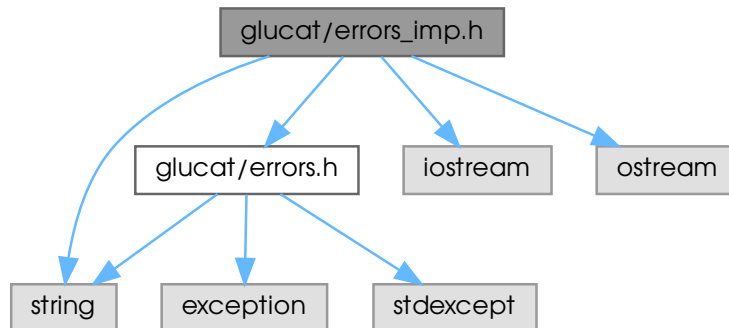 glucat/errors_imp.h
glucat/errors.h
iostream
ostream
string
exception
stdexcept